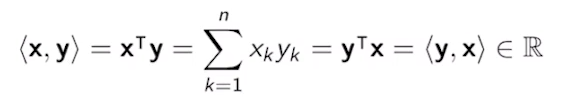 ⟨x, y⟩ = xᵀy = ∑ₖ₌₁ⁿ xₖyₖ = yᵀx = ⟨y, x⟩ ∈ ℝ